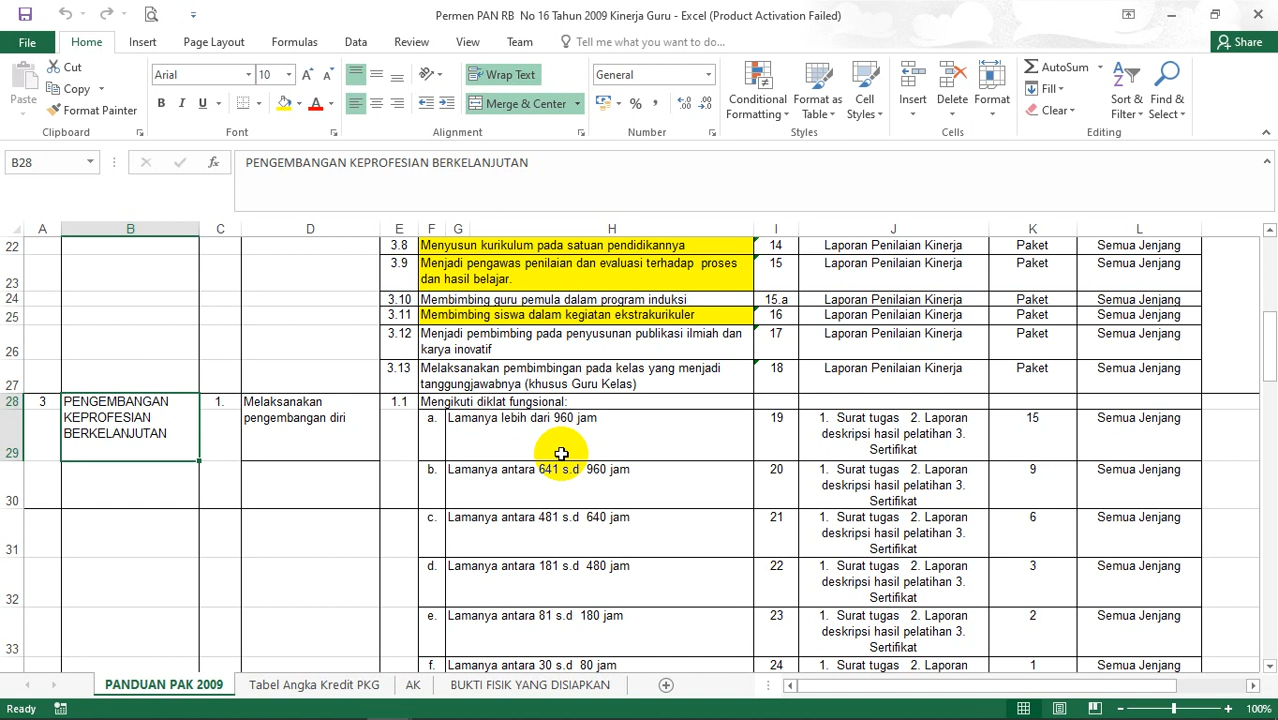 Permen PAN RB No 16 Tahun 2009 Kinerja Guru - Excel (Product Activation Failed)
File Home Insert Page Layout Formulas Data Review View Team Tell me what you want to do... Share
Paste
Cut
Copy
Format Painter
Clipboard
Arial 10
B I U
Font
Wrap Text
Merge & Center
Alignment
General
% ,
Number
Conditional Formatting
Format as Table
Cell Styles
Styles
Insert Delete Format
Cells
AutoSum
Fill
Clear
Sort & Filter
Find & Select
Editing
B28 fx PENGEMBANGAN KEPROFESIAN BERKELANJUTAN
A B C D E F G H I J K L
22 3.8 Menyusun kurikulum pada satuan pendidikannya 14 Laporan Penilaian Kinerja Paket Semua Jenjang
23 3.9 Menjadi pengawas penilaian dan evaluasi terhadap proses dan hasil belajar. 15 Laporan Penilaian Kinerja Paket Semua Jenjang
24 3.10 Membimbing guru pemula dalam program induksi 15.a Laporan Penilaian Kinerja Paket Semua Jenjang
25 3.11 Membimbing siswa dalam kegiatan ekstrakurikuler 16 Laporan Penilaian Kinerja Paket Semua Jenjang
26 3.12 Menjadi pembimbing pada penyusunan publikasi ilmiah dan karya inovatif 17 Laporan Penilaian Kinerja Paket Semua Jenjang
27 3.13 Melaksanakan pembimbingan pada kelas yang menjadi tanggungjawabnya (khusus Guru Kelas) 18 Laporan Penilaian Kinerja Paket Semua Jenjang
28 3 PENGEMBANGAN KEPROFESIAN BERKELANJUTAN 1. Melaksanakan pengembangan diri 1.1 Mengikuti diklat fungsional:
29 a. Lamanya lebih dari 960 jam 19 1. Surat tugas 2. Laporan deskripsi hasil pelatihan 3. Sertifikat 15 Semua Jenjang
30 b. Lamanya antara 641 s.d 960 jam 20 1. Surat tugas 2. Laporan deskripsi hasil pelatihan 3. Sertifikat 9 Semua Jenjang
31 c. Lamanya antara 481 s.d 640 jam 21 1. Surat tugas 2. Laporan deskripsi hasil pelatihan 3. Sertifikat 6 Semua Jenjang
32 d. Lamanya antara 181 s.d 480 jam 22 1. Surat tugas 2. Laporan deskripsi hasil pelatihan 3. Sertifikat 3 Semua Jenjang
33 e. Lamanya antara 81 s.d 180 jam 23 1. Surat tugas 2. Laporan deskripsi hasil pelatihan 3. Sertifikat 2 Semua Jenjang
f. Lamanya antara 30 s.d 80 jam 24 1. Surat tugas 2. Laporan 1 Semua Jenjang
PANDUAN PAK 2009 Tabel Angka Kredit PKG AK BUKTI FISIK YANG DISIAPKAN
Ready 100%